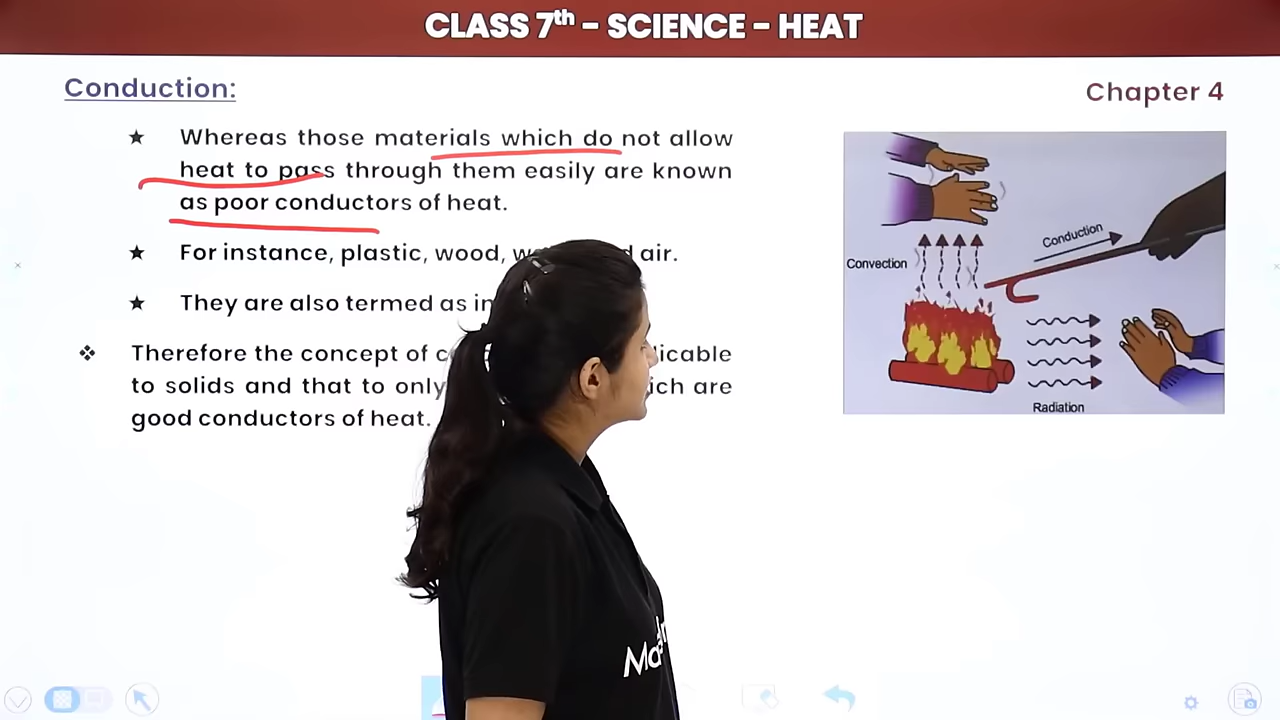 CLASS 7th - SCIENCE - HEAT
Conduction:
Chapter 4
★ Whereas those materials which do not allow
heat to pass through them easily are known
as poor conductors of heat.
★ For instance, plastic, wood, air.
★ They are also termed as
❖ Therefore the concept of
to solids and that to only are
good conductors of heat.
Convection
Conduction
Radiation